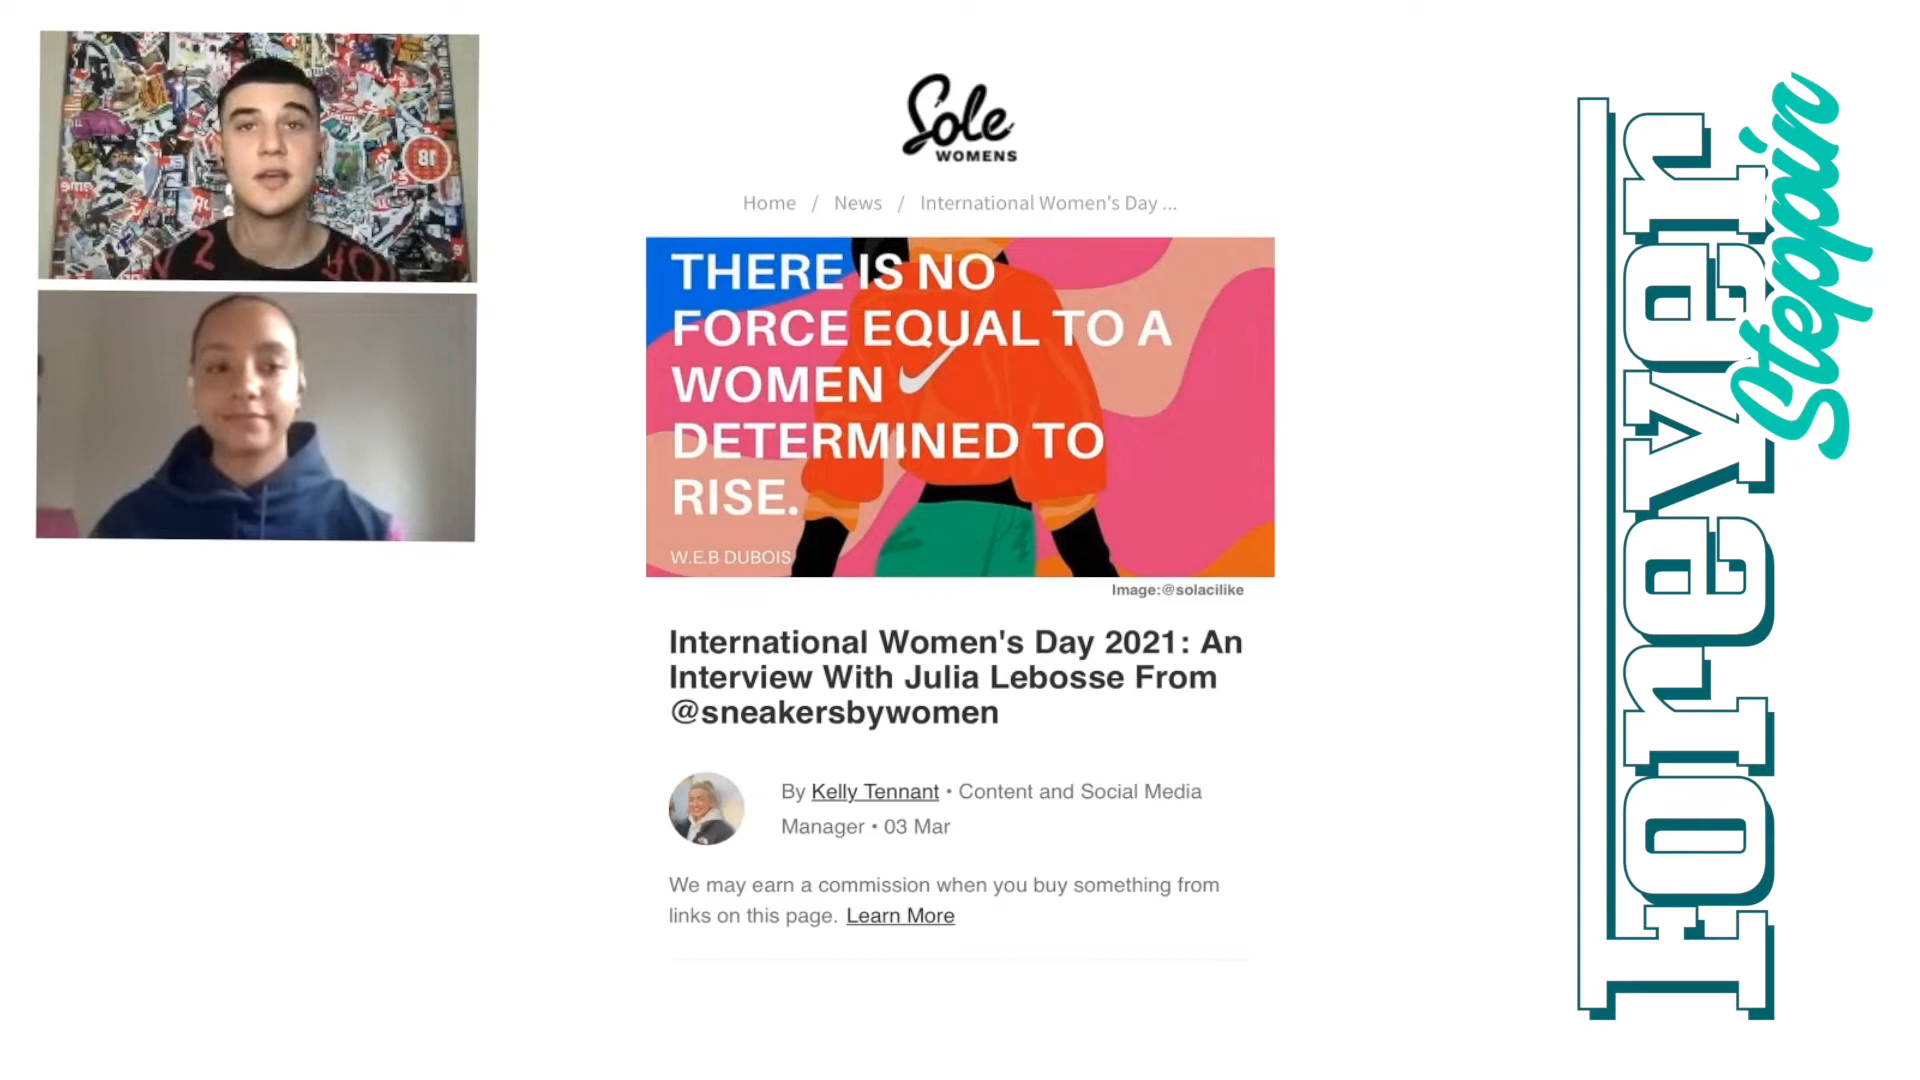 Sole
WOMENS
Home / News / International Women's Day ...
THERE IS NO
FORCE EQUAL TO A
WOMEN
DETERMINED TO
RISE.
W.E.B DUBOIS
Image:@solacilike
International Women's Day 2021: An
Interview With Julia Lebosse From
@sneakersbywomen
By Kelly Tennant • Content and Social Media
Manager • 03 Mar
We may earn a commission when you buy something from
links on this page. Learn More
Forever
Steppin